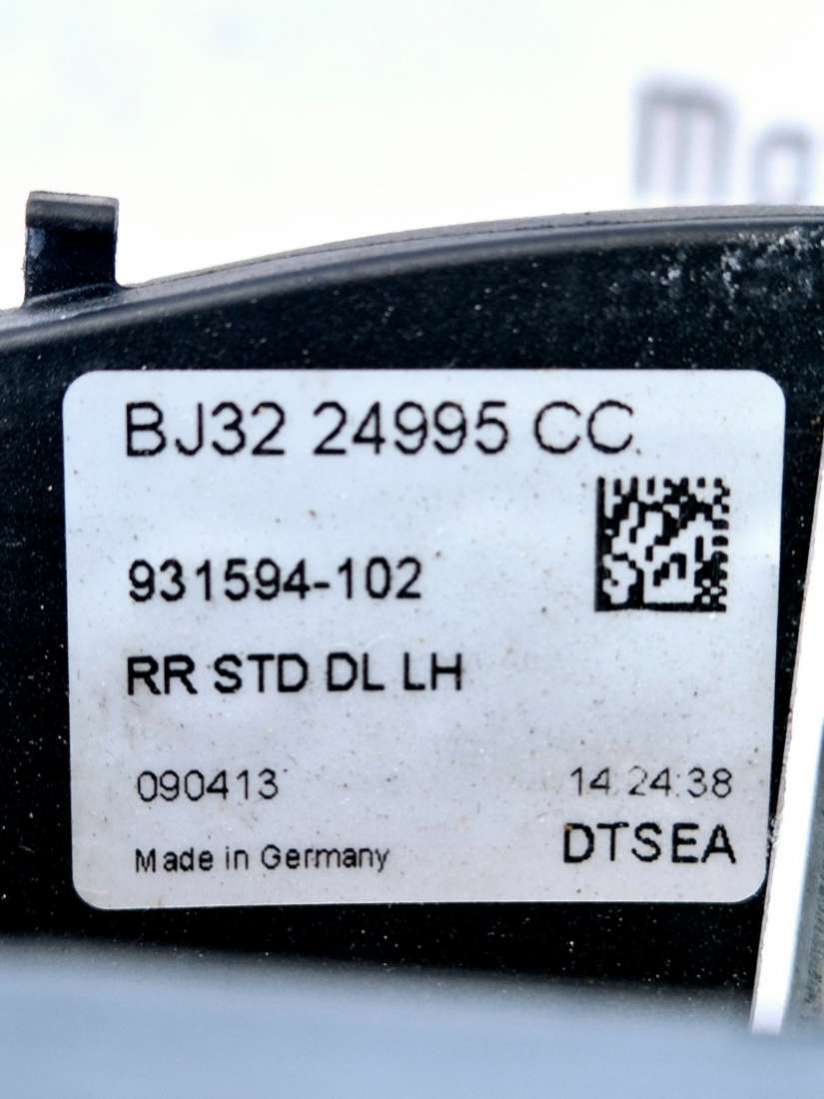 BJ32 24995 CC
931594-102
RR STD DL LH
090413 14:24:38
Made in Germany DTSEA